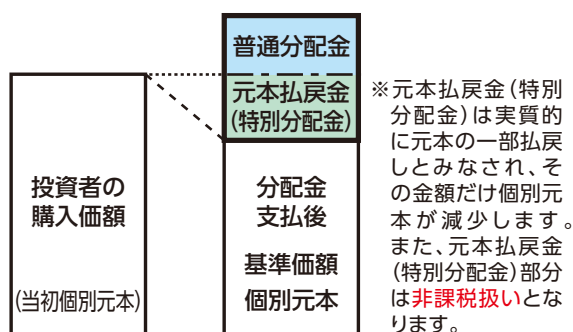 普通分配金
元本払戻金
(特別分配金)
投資者の
購入価額
(当初個別元本)
分配金
支払後
基準価額
個別元本
※元本払戻金(特別
分配金)は実質的
に元本の一部払戻
しとみなされ、そ
の金額だけ個別元
本が減少します。
また、元本払戻金
(特別分配金)部分
は非課税扱いとな
ります。